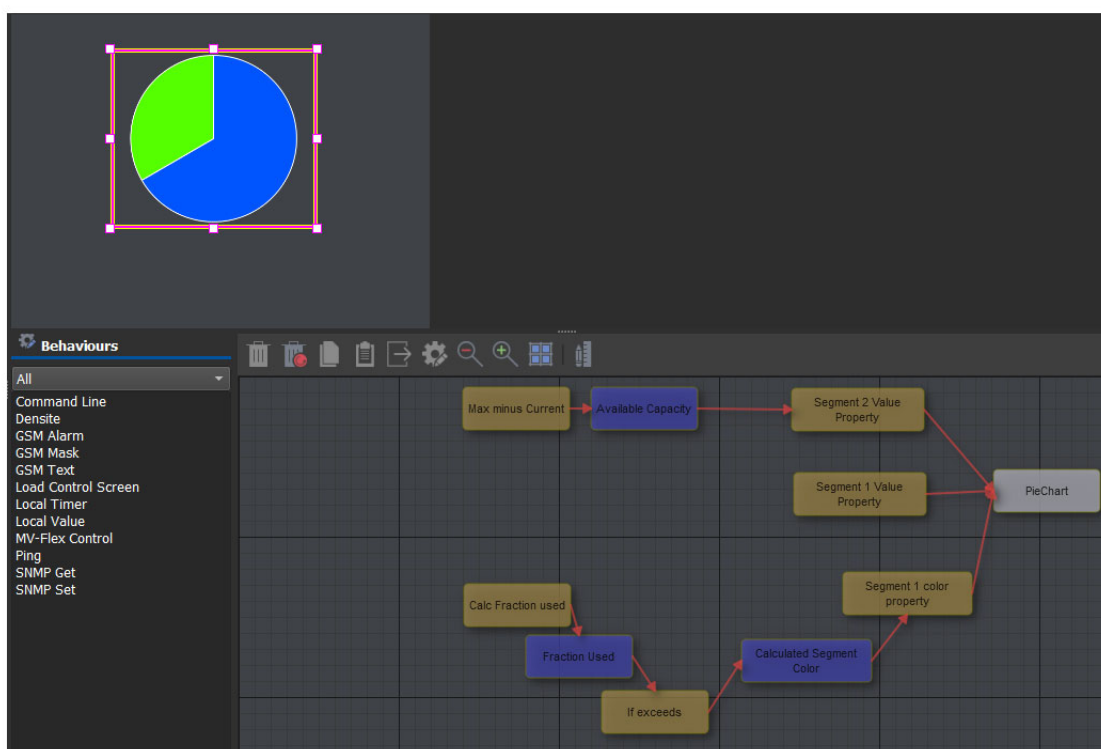 Behaviours
All
Command Line
Densite
GSM Alarm
GSM Mask
GSM Text
Load Control Screen
Local Timer
Local Value
MV-Flex Control
Ping
SNMP Get
SNMP Set
Max minus Current
Available Capacity
Segment 2 Value
Property
Segment 1 Value
Property
PieChart
Calc Fraction used
Segment 1 color
property
Fraction Used
Calculated Segment
Color
If exceeds